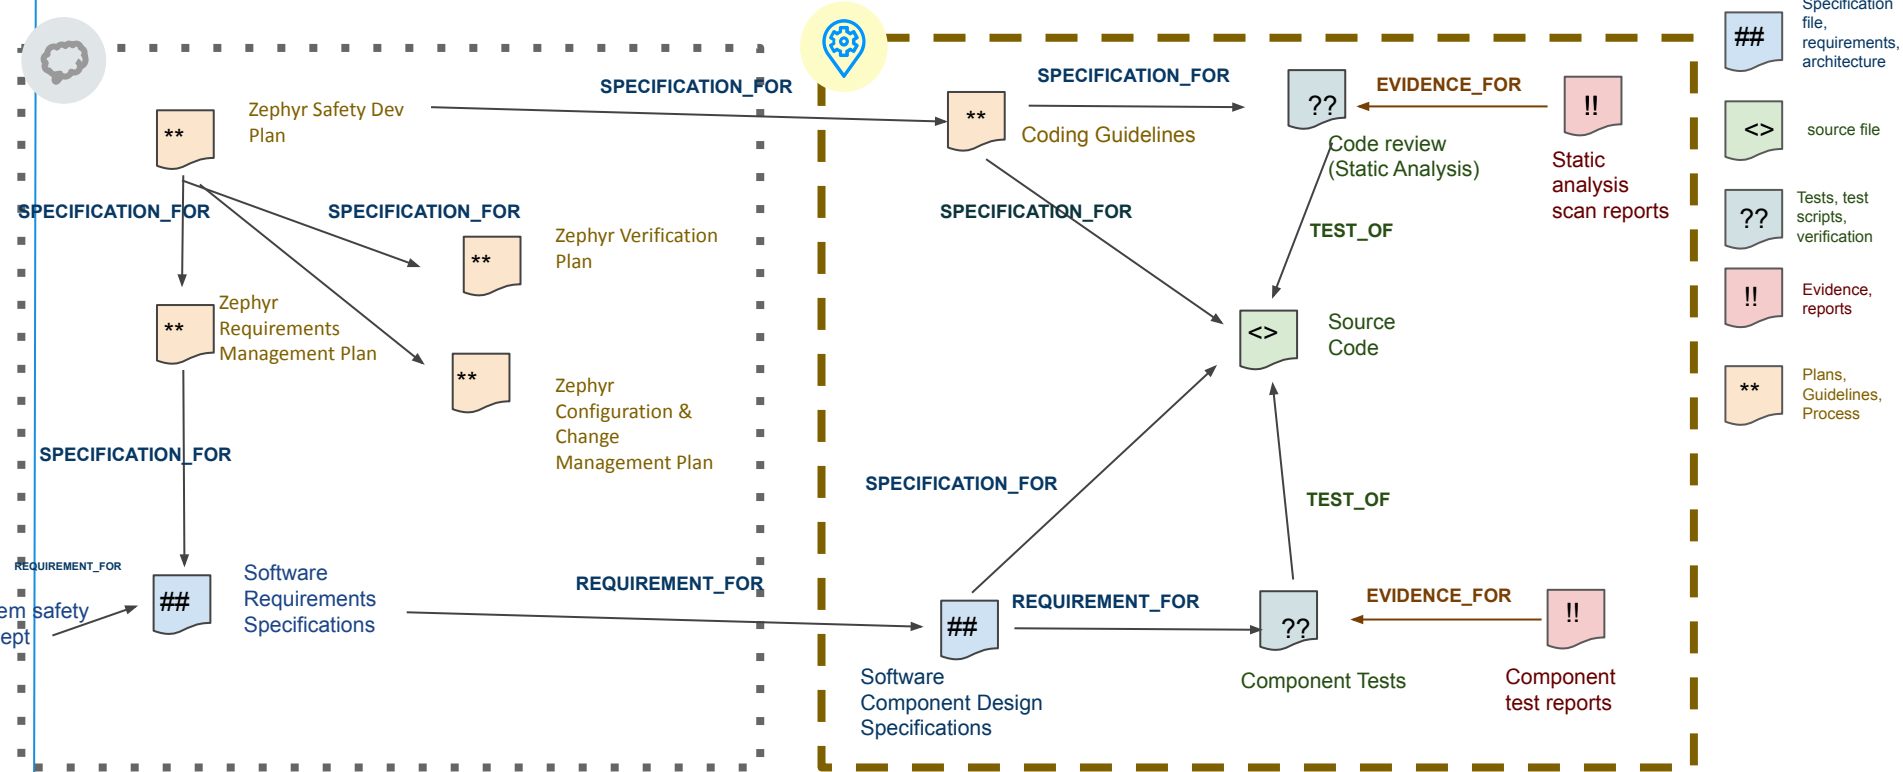 SPECIFICATION_FOR
**
Zephyr Safety Dev
Plan
SPECIFICATION_FOR
SPECIFICATION_FOR
**
Zephyr Verification
Plan
**
Zephyr
Requirements
Management Plan
**
Zephyr
Configuration &
Change
Management Plan
SPECIFICATION_FOR
REQUIREMENT_FOR
em safety
ept
##
Software
Requirements
Specifications
REQUIREMENT_FOR
**
Coding Guidelines
SPECIFICATION_FOR
??
Code review
(Static Analysis)
EVIDENCE_FOR
!!
Static
analysis
scan reports
SPECIFICATION_FOR
TEST_OF
<>
Source
Code
SPECIFICATION_FOR
TEST_OF
##
Software
Component Design
Specifications
REQUIREMENT_FOR
??
Component Tests
EVIDENCE_FOR
!!
Component
test reports
##
Specification
file,
requirements,
architecture
<>
source file
??
Tests, test
scripts,
verification
!!
Evidence,
reports
**
Plans,
Guidelines,
Process